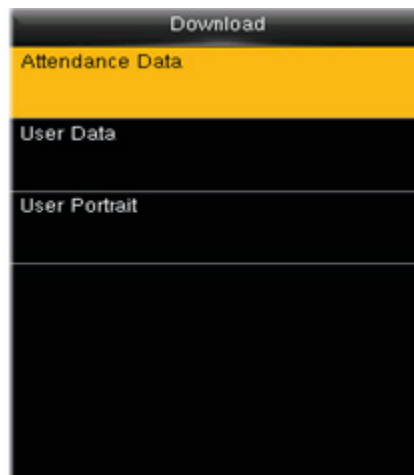 Download
Attendance Data
User Data
User Portrait